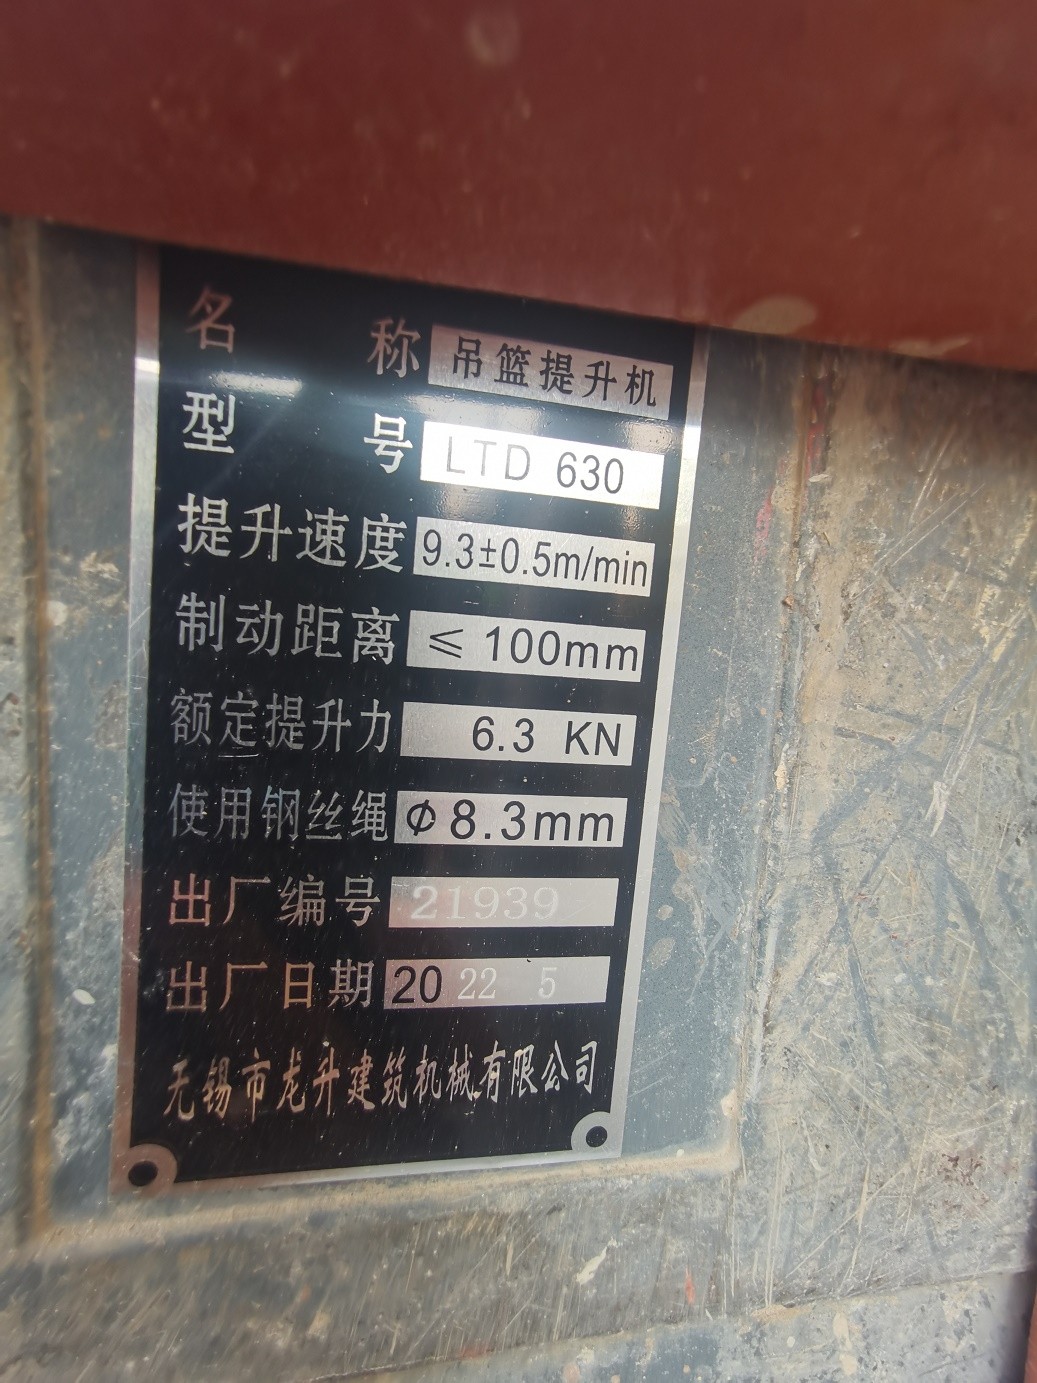 名称 吊篮提升机
型号 LTD 630
提升速度 9.3±0.5m/min
制动距离 ≤ 100mm
额定提升力 6.3 KN
使用钢丝绳 Φ8.3mm
出厂编号 21939
出厂日期 2022 5
无锡市龙升建筑机械有限公司